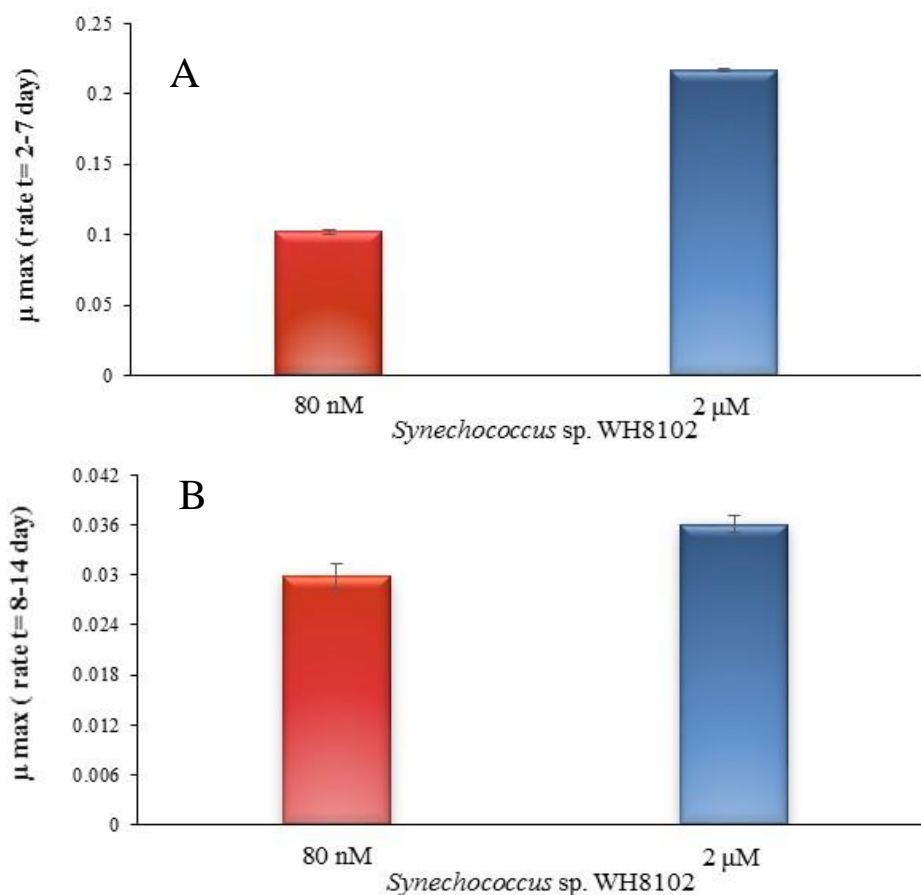 A
µ max (rate t= 2-7 day)
0.25
0.2
0.15
0.1
0.05
0
80 nM
2 µM
Synechococcus sp. WH8102
B
µ max ( rate t= 8-14 day)
0.042
0.036
0.03
0.024
0.018
0.012
0.006
0
80 nM
2 µM
Synechococcus sp. WH8102